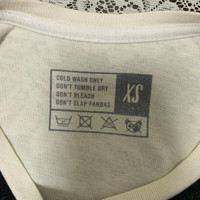 COLD WASH ONLY
DON'T TUMBLE DRY
DON'T BLEACH
DON'T SLAP PANDAS
XS